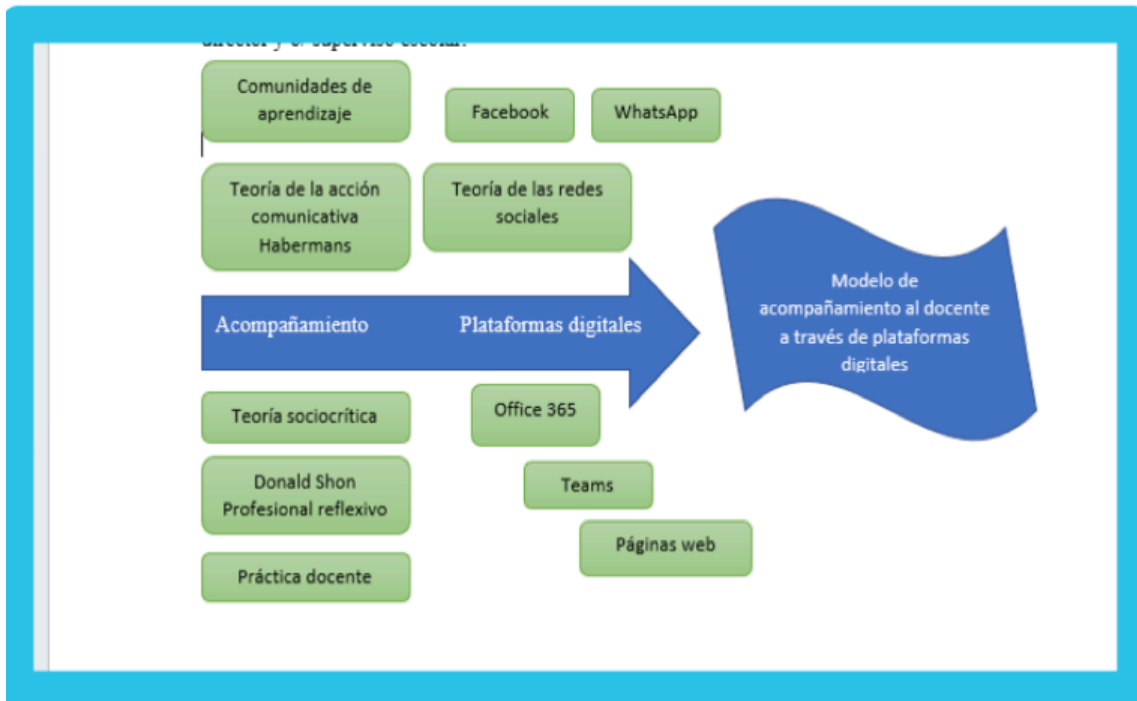 Comunidades de
aprendizaje
Facebook
WhatsApp
Teoría de la acción
comunicativa
Habermans
Teoría de las redes
sociales
Acompañamiento
Plataformas digitales
Modelo de
acompañamiento al docente
a través de plataformas
digitales
Teoría sociocrítica
Office 365
Donald Shon
Profesional reflexivo
Teams
Páginas web
Práctica docente